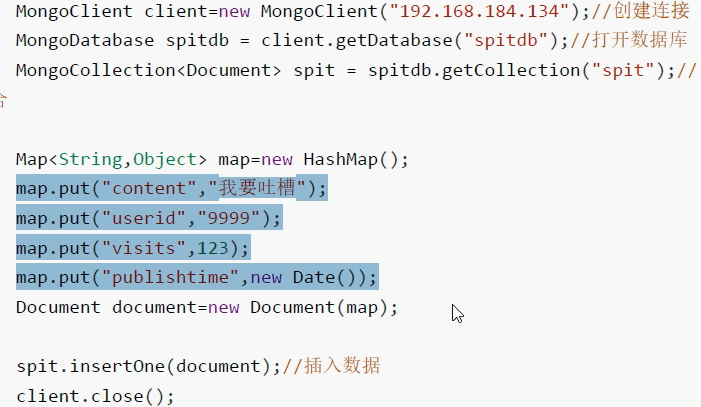 MongoClient client=new MongoClient("192.168.184.134");//创建连接
MongoDatabase spitdb = client.getDatabase("spitdb");//打开数据库
MongoCollection<Document> spit = spitdb.getCollection("spit");//
合
Map<String,Object> map=new HashMap();
map.put("content","我要吐槽");
map.put("userid","9999");
map.put("visits",123);
map.put("publishtime",new Date());
Document document=new Document(map);
spit.insertOne(document);//插入数据
client.close();